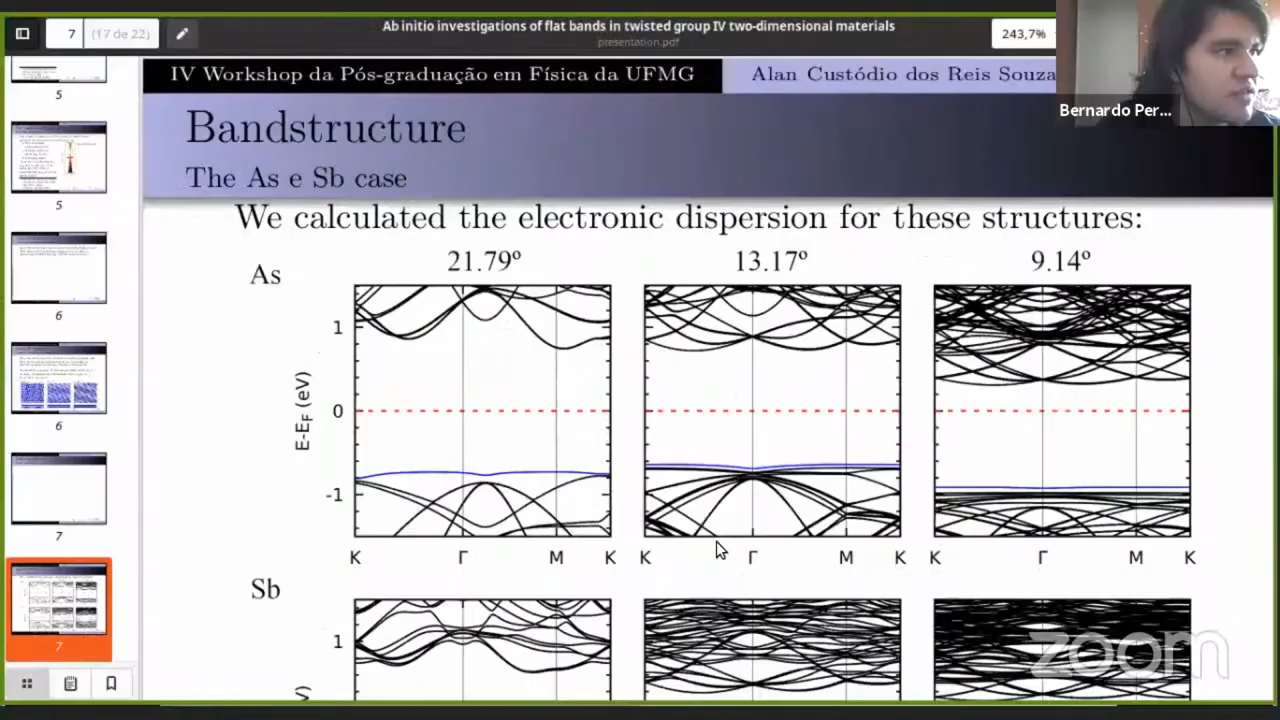 Ab initio investigations of flat bands in twisted group IV two-dimensional materials
presentation.pdf
7 (17 de 22)
243,7%
Bernardo Per...
IV Workshop da Pós-graduação em Física da UFMG
Alan Custódio dos Reis Souza
Bandstructure
The As e Sb case
We calculated the electronic dispersion for these structures:
As
21.79º
13.17º
9.14º
1
0
-1
E-EF (eV)
K Γ M K
K Γ M K
K Γ M K
Sb
1
5
5
6
6
7
7
zoom